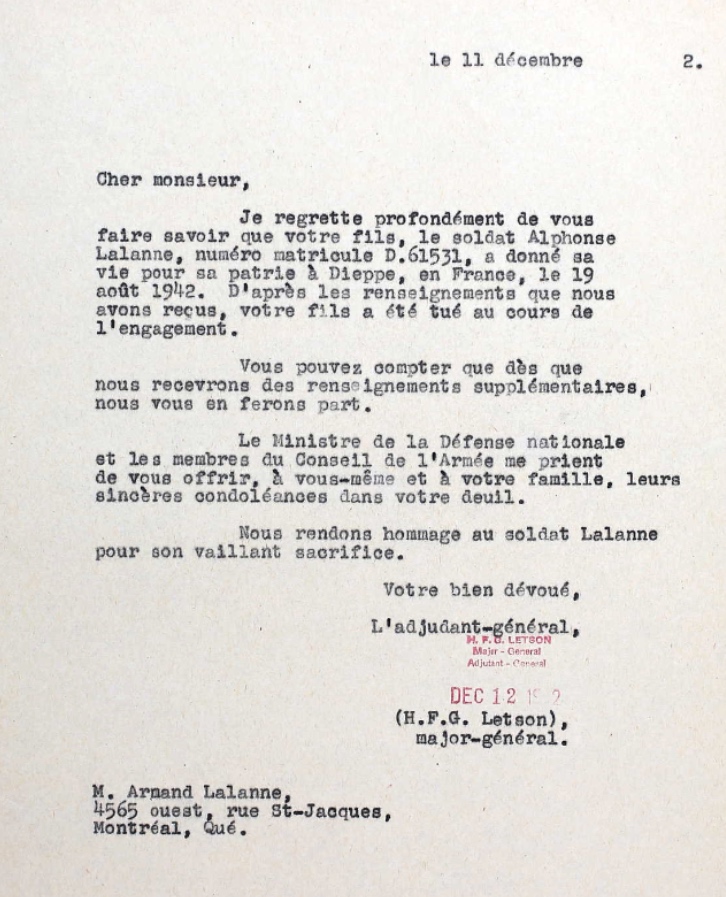 le 11 décembre 2.
Cher monsieur,
Je regrette profondément de vous
faire savoir que votre fils, le soldat Alphonse
Lalanne, numéro matricule D.61531, a donné sa
vie pour sa patrie à Dieppe, en France, le 19
août 1942. D'après les renseignements que nous
avons reçus, votre fils a été tué au cours de
l'engagement.
Vous pouvez compter que dès que
nous recevrons des renseignements supplémentaires,
nous vous en ferons part.
Le Ministre de la Défense nationale
et les membres du Conseil de l'Armée me prient
de vous offrir, à vous-même et à votre famille, leurs
sincères condoléances dans votre deuil.
Nous rendons hommage au soldat Lalanne
pour son vaillant sacrifice.
Votre bien dévoué,
L'adjudant-général,
H. F. G. LETSON
Major - General
Adjutant - General
DEC 12
(H.F.G. Letson),
major-général.
M. Armand Lalanne,
4565 ouest, rue St-Jacques,
Montréal, Qué.